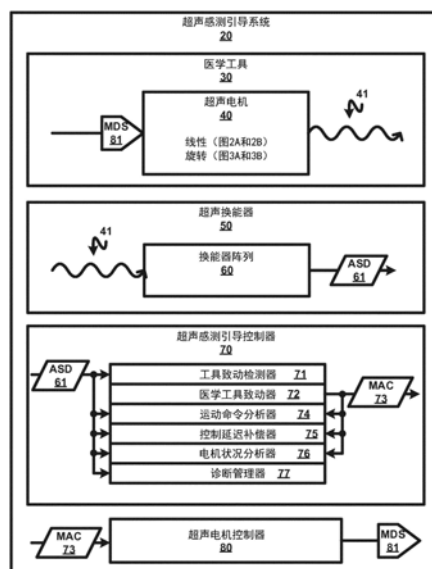 超声感测引导系统
20
医学工具
30
超声电机
40
线性（图2A和2B）
旋转（图3A和3B）
MDS
81
41
超声换能器
50
41
换能器阵列
60
ASD
61
超声感测引导控制器
70
ASD
61
工具致动检测器 71
医学工具致动器 72
运动命令分析器 74
控制延迟补偿器 75
电机状况分析器 76
诊断管理器 77
MAC
73
MAC
73
超声电机控制器
80
MDS
81